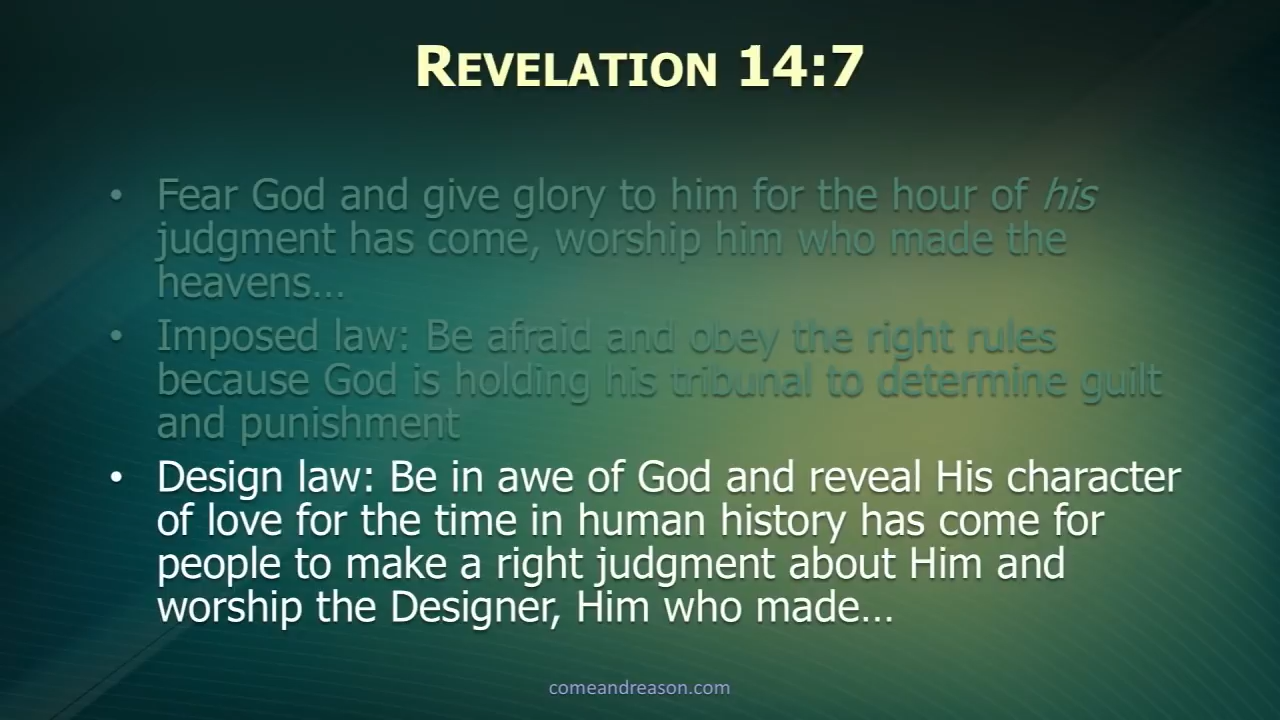 REVELATION 14:7
• Fear God and give glory to him for the hour of his
judgment has come, worship him who made the
heavens…
• Imposed law: Be afraid and obey the right rules
because God is holding his tribunal to determine guilt
and punishment
• Design law: Be in awe of God and reveal His character
of love for the time in human history has come for
people to make a right judgment about Him and
worship the Designer, Him who made…
comeandreason.com